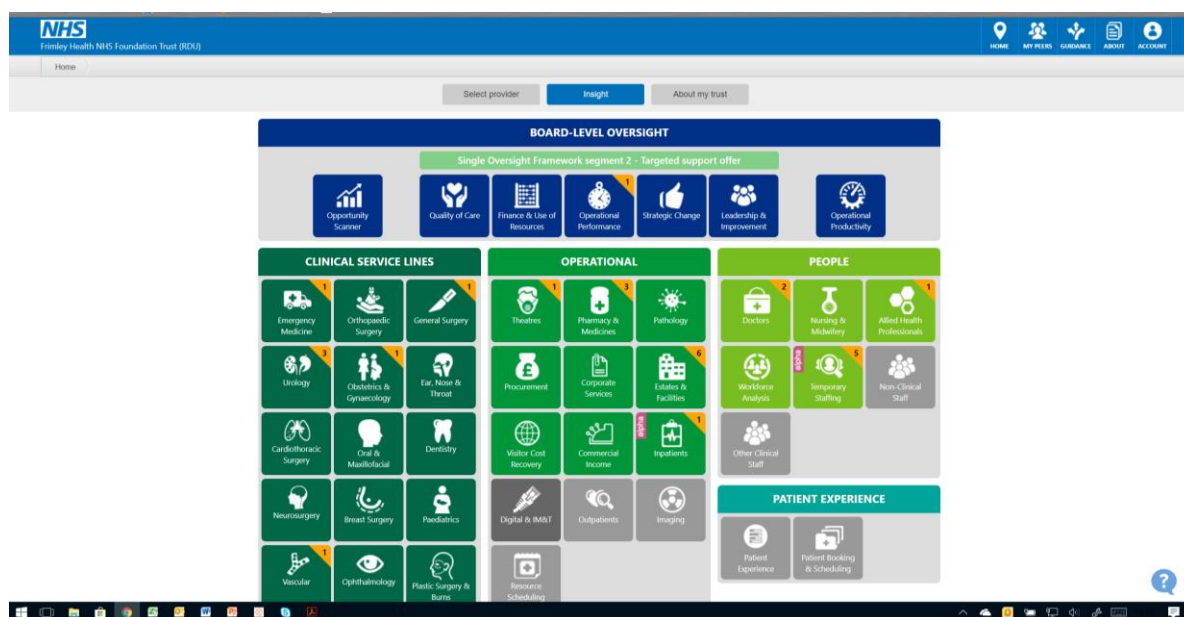 NHS
Frimley Health NHS Foundation Trust (RDU)
HOME
MY PEERS
GUIDANCE
ABOUT
ACCOUNT
Home
Select provider
Insight
About my trust
BOARD-LEVEL OVERSIGHT
Single Oversight Framework segment 2 - Targeted support offer
Opportunity
Scanner
Quality of Care
Finance & Use of
Resources
1
Operational
Performance
Strategic Change
Leadership &
Improvement
Operational
Productivity
CLINICAL SERVICE LINES
1
Emergency
Medicine
Orthopaedic
Surgery
1
General Surgery
3
Urology
1
Obstetrics &
Gynaecology
Ear, Nose &
Throat
Cardiothoracic
Surgery
Oral &
Maxillofacial
Dentistry
Neurosurgery
Breast Surgery
Paediatrics
1
Vascular
Ophthalmology
Plastic Surgery &
Burns
OPERATIONAL
1
Theatres
3
Pharmacy &
Medicines
Pathology
£
Procurement
Corporate
Services
6
Estates &
Facilities
Visitor Cost
Recovery
Commercial
Income
alpha
1
Inpatients
Digital & IM&T
Outpatients
Imaging
Resource
Scheduling
PEOPLE
2
Doctors
Nursing &
Midwifery
1
Allied Health
Professionals
Workforce
Analysis
alpha
5
Temporary
Staffing
Non-Clinical
Staff
Other Clinical
Staff
PATIENT EXPERIENCE
Patient
Experience
Patient Booking
& Scheduling
?